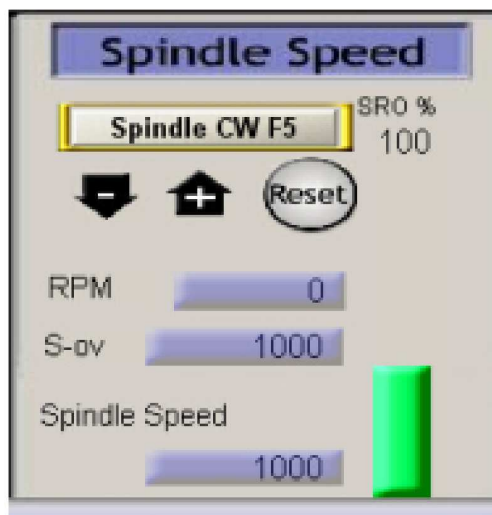 Spindle Speed
SRO %
Spindle CW F5
100
- + Reset
RPM 0
S-ov 1000
Spindle Speed
1000